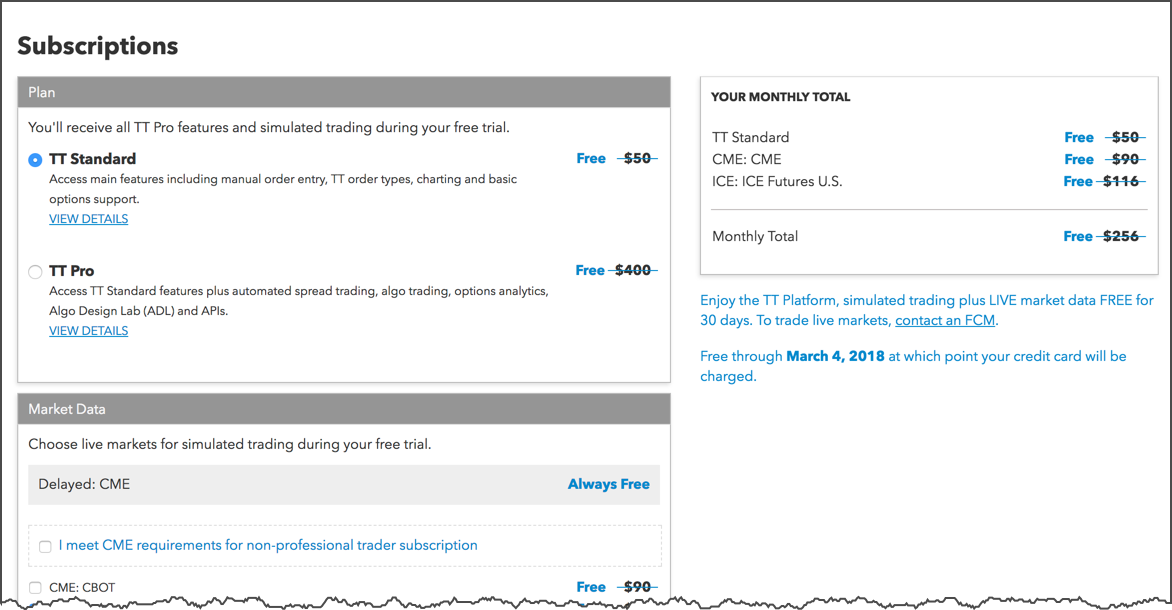 Subscriptions
Plan
You'll receive all TT Pro features and simulated trading during your free trial.
TT Standard Free $50
Access main features including manual order entry, TT order types, charting and basic
options support.
VIEW DETAILS
TT Pro Free $400
Access TT Standard features plus automated spread trading, algo trading, options analytics,
Algo Design Lab (ADL) and APIs.
VIEW DETAILS
Market Data
Choose live markets for simulated trading during your free trial.
Delayed: CME Always Free
I meet CME requirements for non-professional trader subscription
CME: CBOT Free $90
YOUR MONTHLY TOTAL
TT Standard Free $50
CME: CME Free $90
ICE: ICE Futures U.S. Free $116
Monthly Total Free $256
Enjoy the TT Platform, simulated trading plus LIVE market data FREE for
30 days. To trade live markets, contact an FCM.
Free through March 4, 2018 at which point your credit card will be
charged.